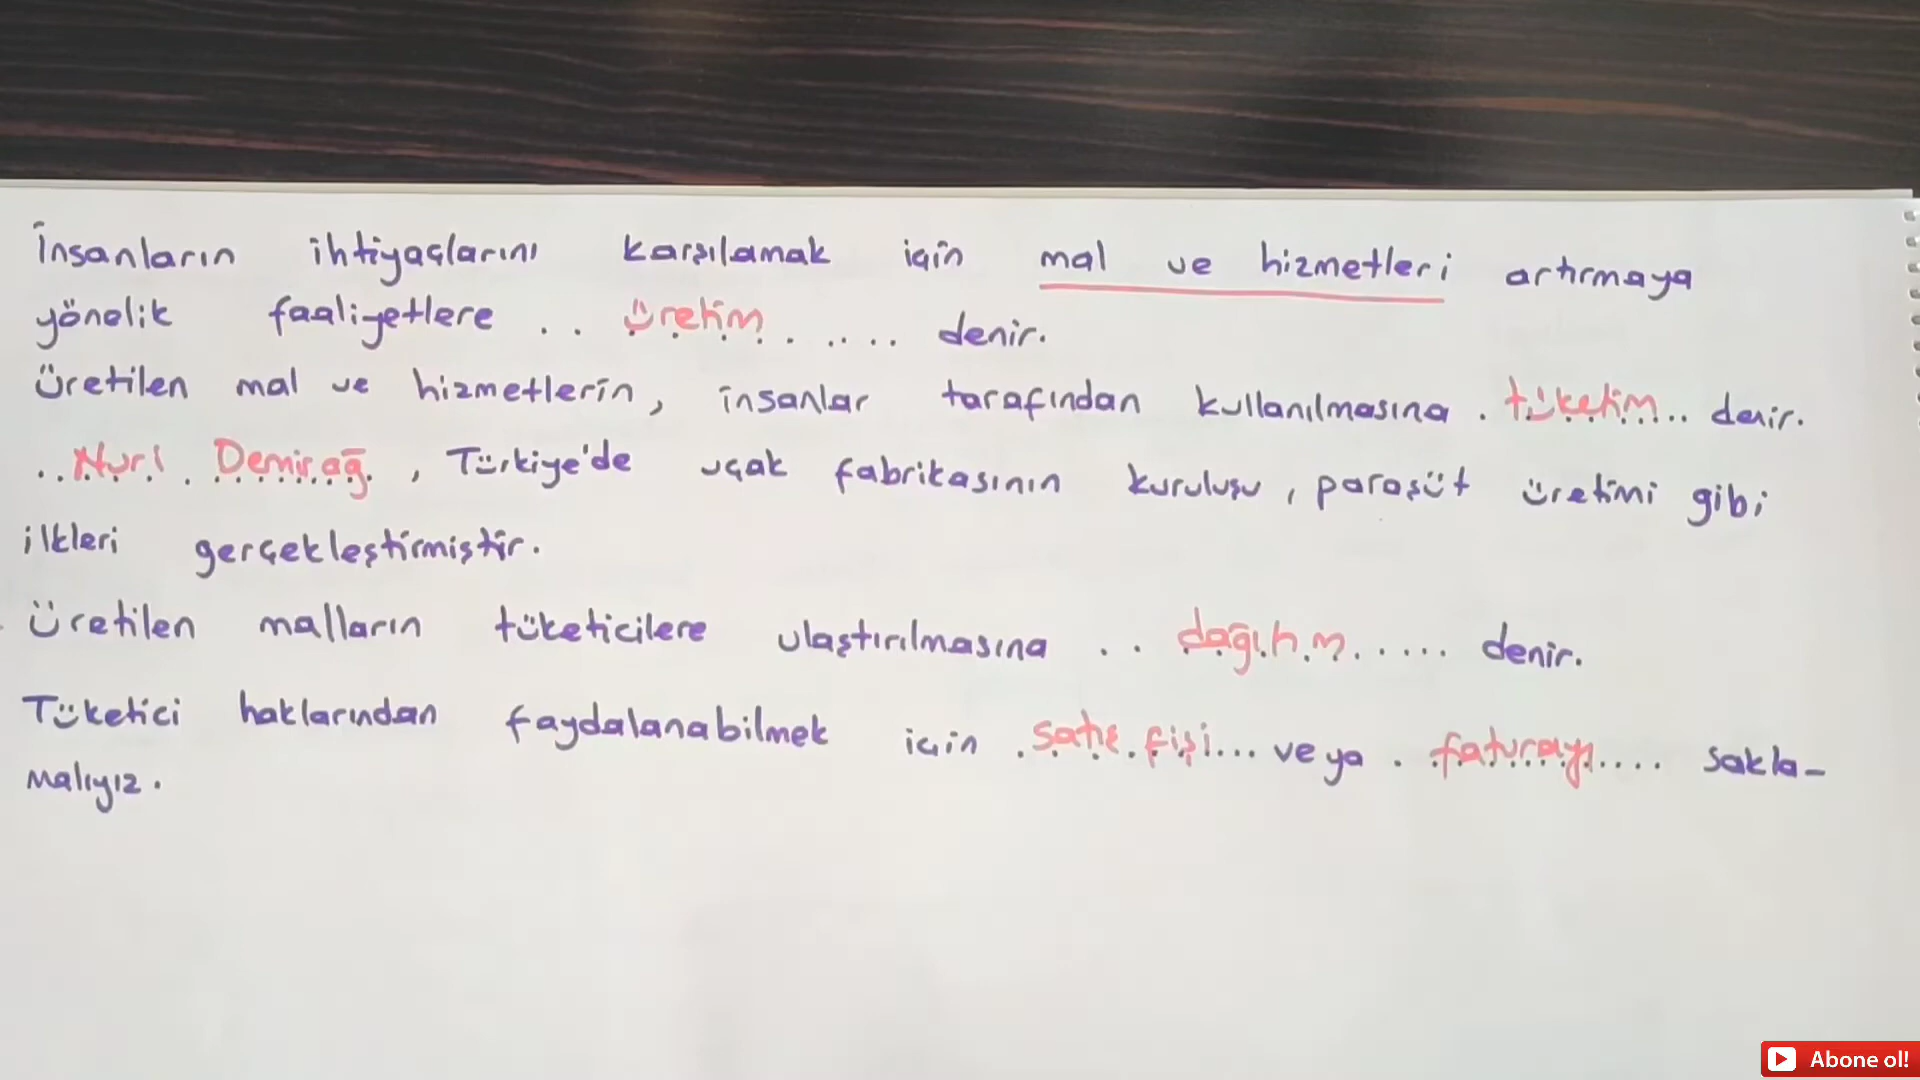 İnsanların ihtiyaçlarını karşılamak için mal ve hizmetleri artırmaya
yönelik faaliyetlere .. üretim ..... denir.
Üretilen mal ve hizmetlerin, insanlar tarafından kullanılmasına . tüketim.. denir.
..Nuri Demirağ, Türkiye'de uçak fabrikasının kuruluşu, paraşüt üretimi gibi
ilkleri gerçekleştirmiştir.
Üretilen malların tüketicilere ulaştırılmasına .. dağıtım..... denir.
Tüketici haklarından faydalanabilmek için .satış fişi... veya . faturayı.... sakla-
malıyız.
Abone ol!